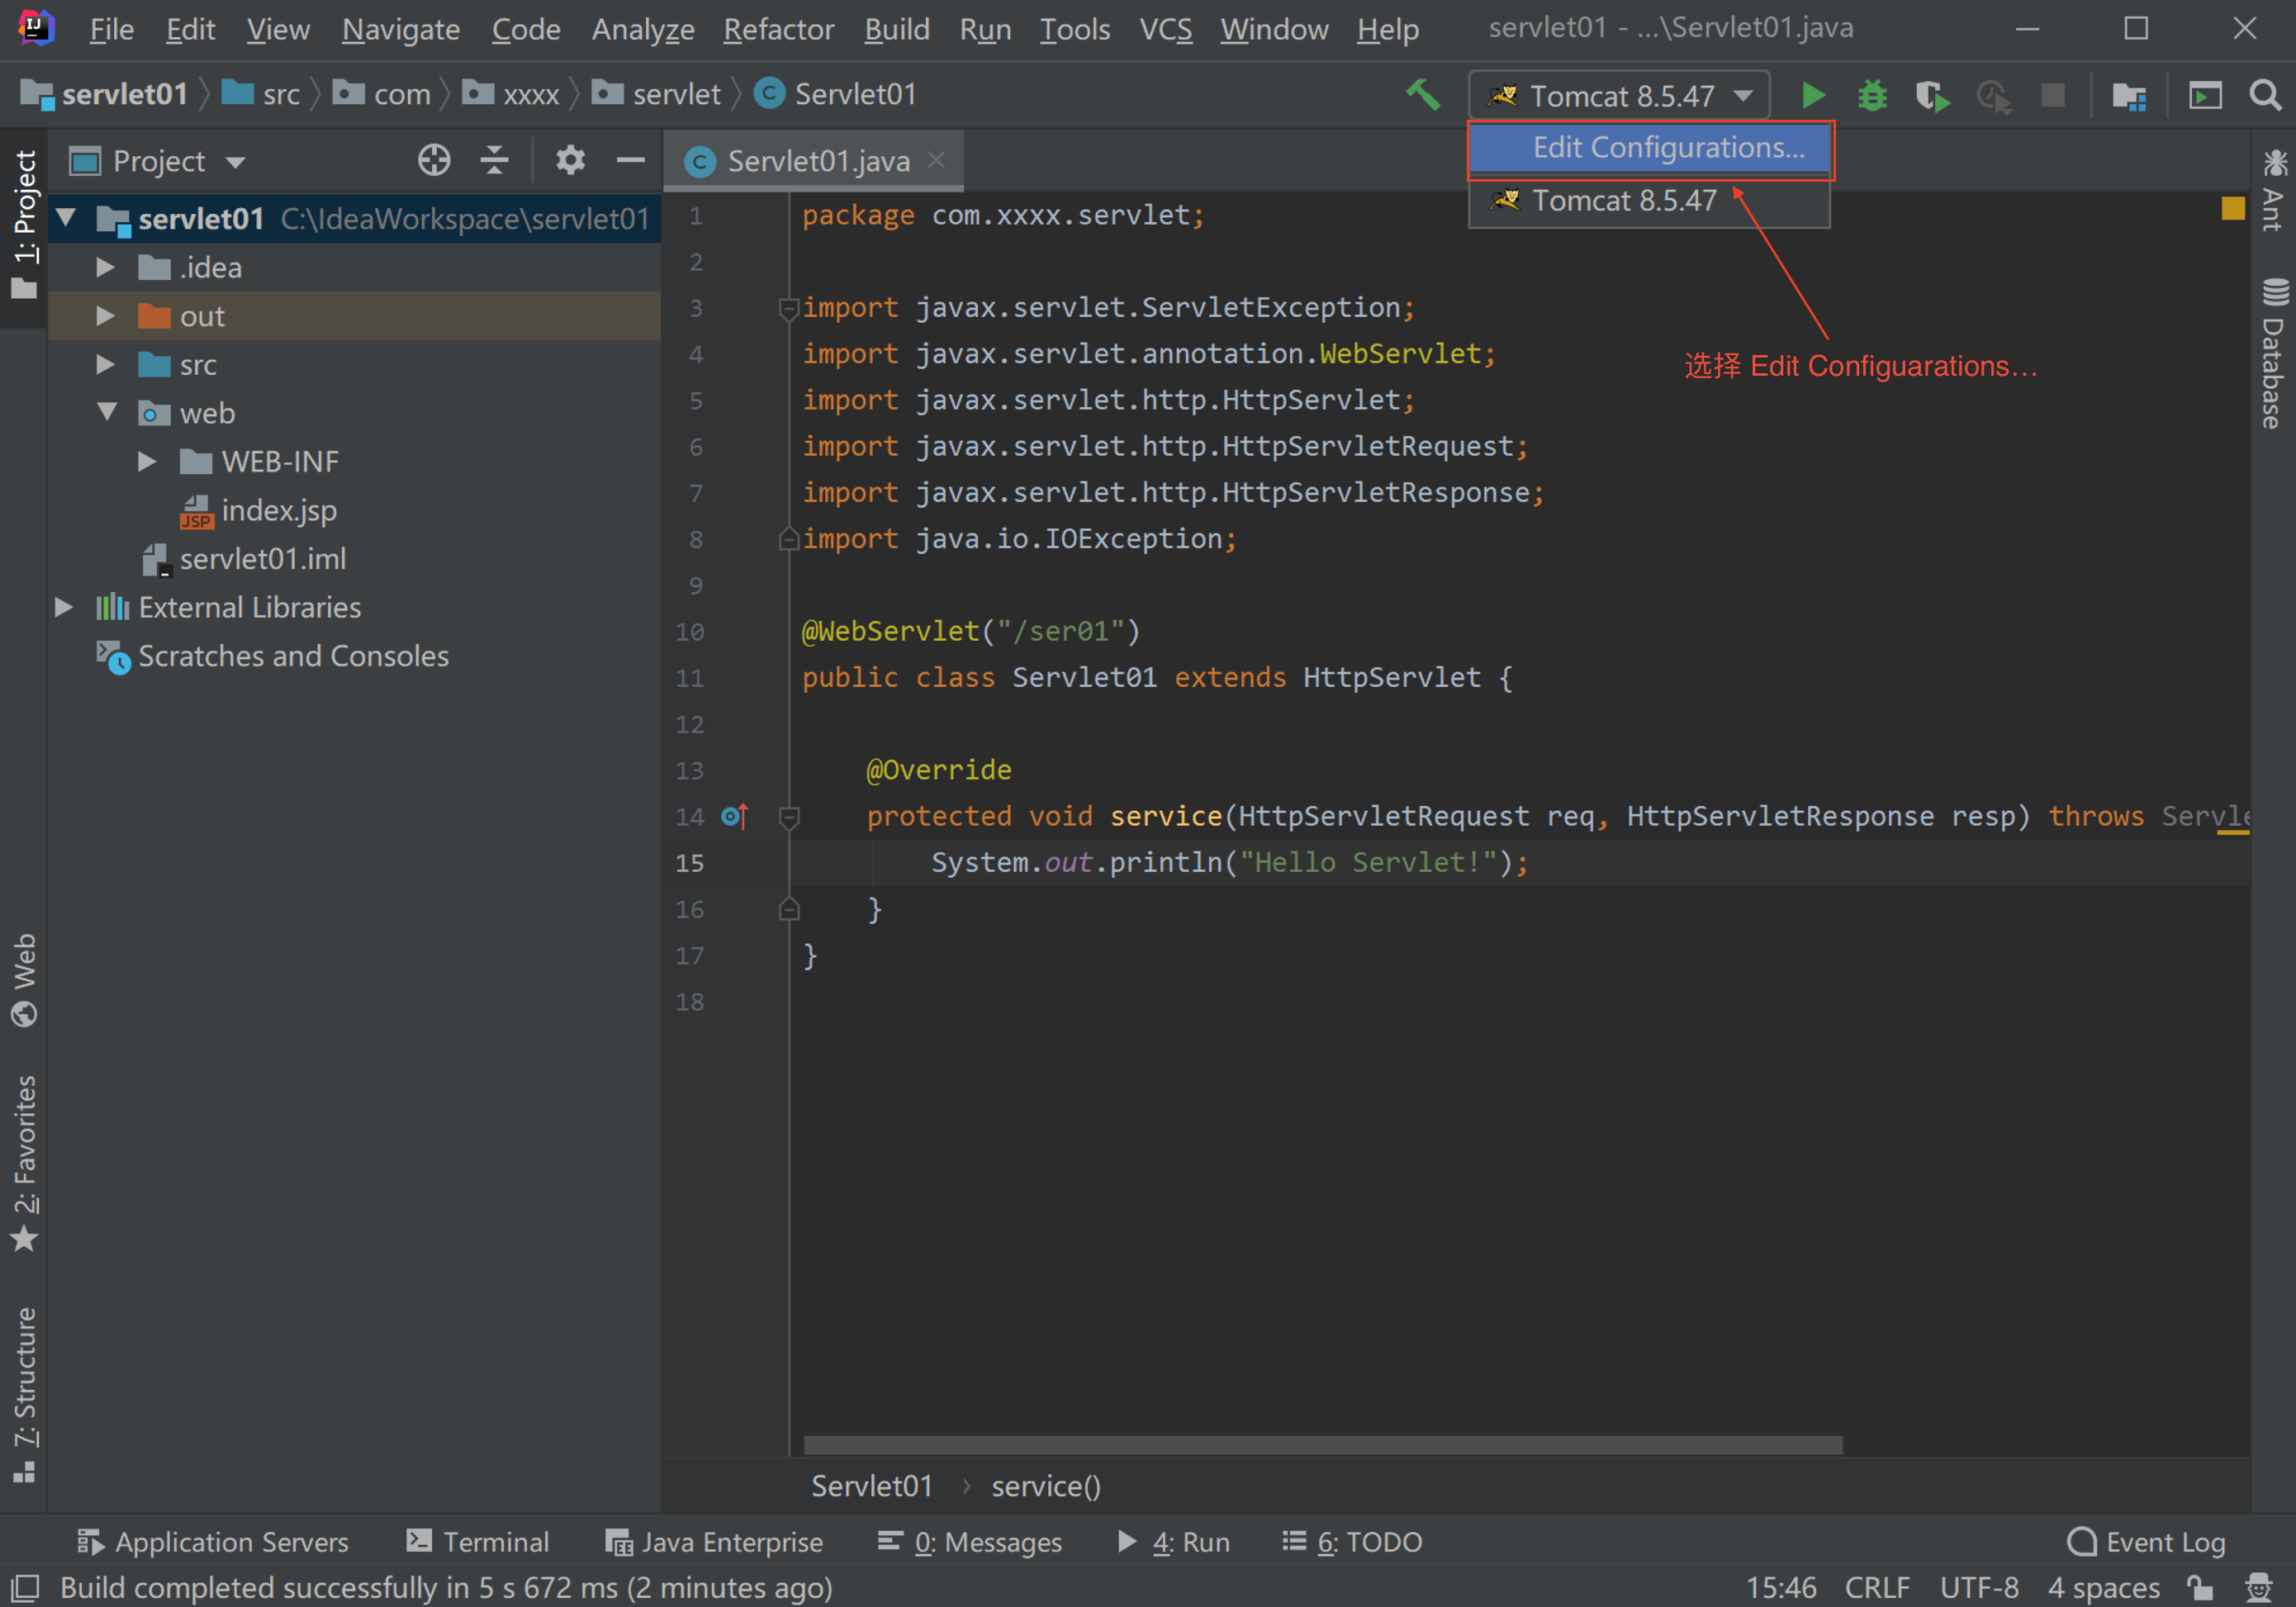 File Edit View Navigate Code Analyze Refactor Build Run Tools VCS Window Help servlet01 - ...\Servlet01.java
servlet01 src com xxxx servlet Servlet01 Tomcat 8.5.47
Edit Configurations...
Tomcat 8.5.47
选择 Edit Configuarations...
Project
servlet01 C:\IdeaWorkspace\servlet01
.idea
out
src
web
WEB-INF
index.jsp
servlet01.iml
External Libraries
Scratches and Consoles
1: Project
Web
2: Favorites
7: Structure
Servlet01.java
1 package com.xxxx.servlet;
2
3 import javax.servlet.ServletException;
4 import javax.servlet.annotation.WebServlet;
5 import javax.servlet.http.HttpServlet;
6 import javax.servlet.http.HttpServletRequest;
7 import javax.servlet.http.HttpServletResponse;
8 import java.io.IOException;
9
10 @WebServlet("/ser01")
11 public class Servlet01 extends HttpServlet {
12
13 @Override
14 protected void service(HttpServletRequest req, HttpServletResponse resp) throws Servle
15 System.out.println("Hello Servlet!");
16 }
17 }
18
Ant
Database
Servlet01 › service()
Application Servers Terminal Java Enterprise 0: Messages 4: Run 6: TODO Event Log
Build completed successfully in 5 s 672 ms (2 minutes ago) 15:46 CRLF UTF-8 4 spaces